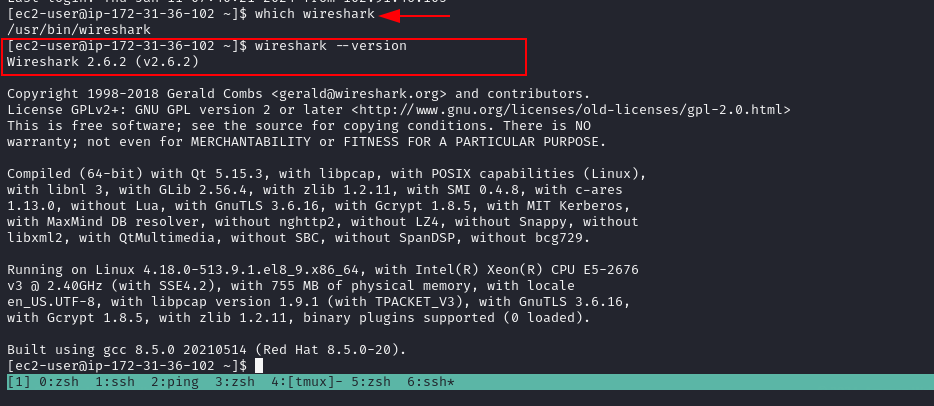 [ec2-user@ip-172-31-36-102 ~]$ which wireshark
/usr/bin/wireshark
[ec2-user@ip-172-31-36-102 ~]$ wireshark --version
Wireshark 2.6.2 (v2.6.2)
Copyright 1998-2018 Gerald Combs <gerald@wireshark.org> and contributors.
License GPLv2+: GNU GPL version 2 or later <http://www.gnu.org/licenses/old-licenses/gpl-2.0.html>
This is free software; see the source for copying conditions. There is NO
warranty; not even for MERCHANTABILITY or FITNESS FOR A PARTICULAR PURPOSE.
Compiled (64-bit) with Qt 5.15.3, with libpcap, with POSIX capabilities (Linux),
with libnl 3, with GLib 2.56.4, with zlib 1.2.11, with SMI 0.4.8, with c-ares
1.13.0, without Lua, with GnuTLS 3.6.16, with Gcrypt 1.8.5, with MIT Kerberos,
with MaxMind DB resolver, without nghttp2, without LZ4, without Snappy, without
libxml2, with QtMultimedia, without SBC, without SpanDSP, without bcg729.
Running on Linux 4.18.0-513.9.1.el8_9.x86_64, with Intel(R) Xeon(R) CPU E5-2676
v3 @ 2.40GHz (with SSE4.2), with 755 MB of physical memory, with locale
en_US.UTF-8, with libpcap version 1.9.1 (with TPACKET_V3), with GnuTLS 3.6.16,
with Gcrypt 1.8.5, with zlib 1.2.11, binary plugins supported (0 loaded).
Built using gcc 8.5.0 20210514 (Red Hat 8.5.0-20).
[ec2-user@ip-172-31-36-102 ~]$
[1] 0:zsh  1:ssh  2:ping  3:zsh  4:[tmux]- 5:zsh  6:ssh*